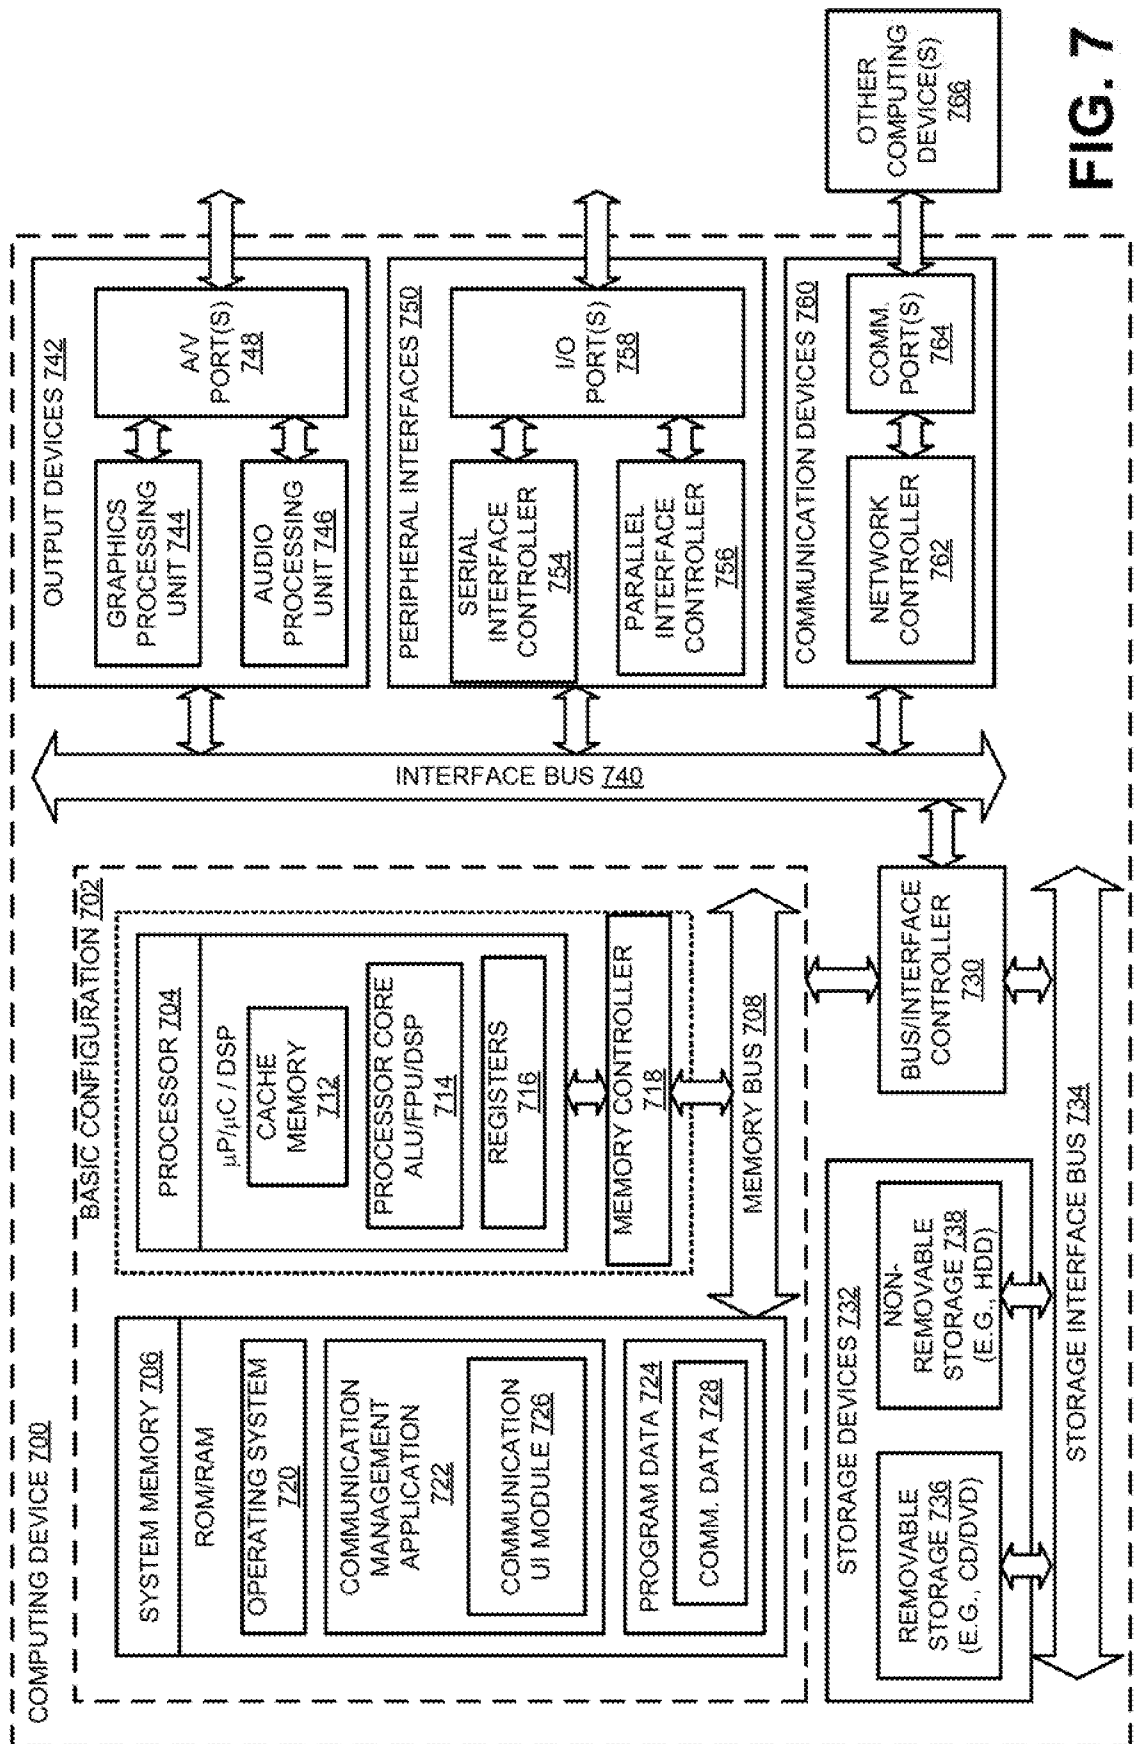 COMPUTING DEVICE 700
BASIC CONFIGURATION 702
SYSTEM MEMORY 706
ROM/RAM
OPERATING SYSTEM
720
COMMUNICATION
MANAGEMENT
APPLICATION
722
COMMUNICATION
UI MODULE 726
PROGRAM DATA 724
COMM. DATA 728
PROCESSOR 704
µP/µC / DSP
CACHE
MEMORY
712
PROCESSOR CORE
ALU/FPU/DSP
714
REGISTERS
716
MEMORY CONTROLLER
718
MEMORY BUS 708
STORAGE DEVICES 732
REMOVABLE
STORAGE 736
(E.G., CD/DVD)
NON-
REMOVABLE
STORAGE 738
(E.G., HDD)
BUS/INTERFACE
CONTROLLER
730
STORAGE INTERFACE BUS 734
INTERFACE BUS 740
OUTPUT DEVICES 742
GRAPHICS
PROCESSING
UNIT 744
AUDIO
PROCESSING
UNIT 746
A/V
PORT(S)
748
PERIPHERAL INTERFACES 750
SERIAL
INTERFACE
CONTROLLER
754
PARALLEL
INTERFACE
CONTROLLER
756
I/O
PORT(S)
758
COMMUNICATION DEVICES 760
NETWORK
CONTROLLER
762
COMM.
PORT(S)
764
OTHER
COMPUTING
DEVICE(S)
766
FIG. 7